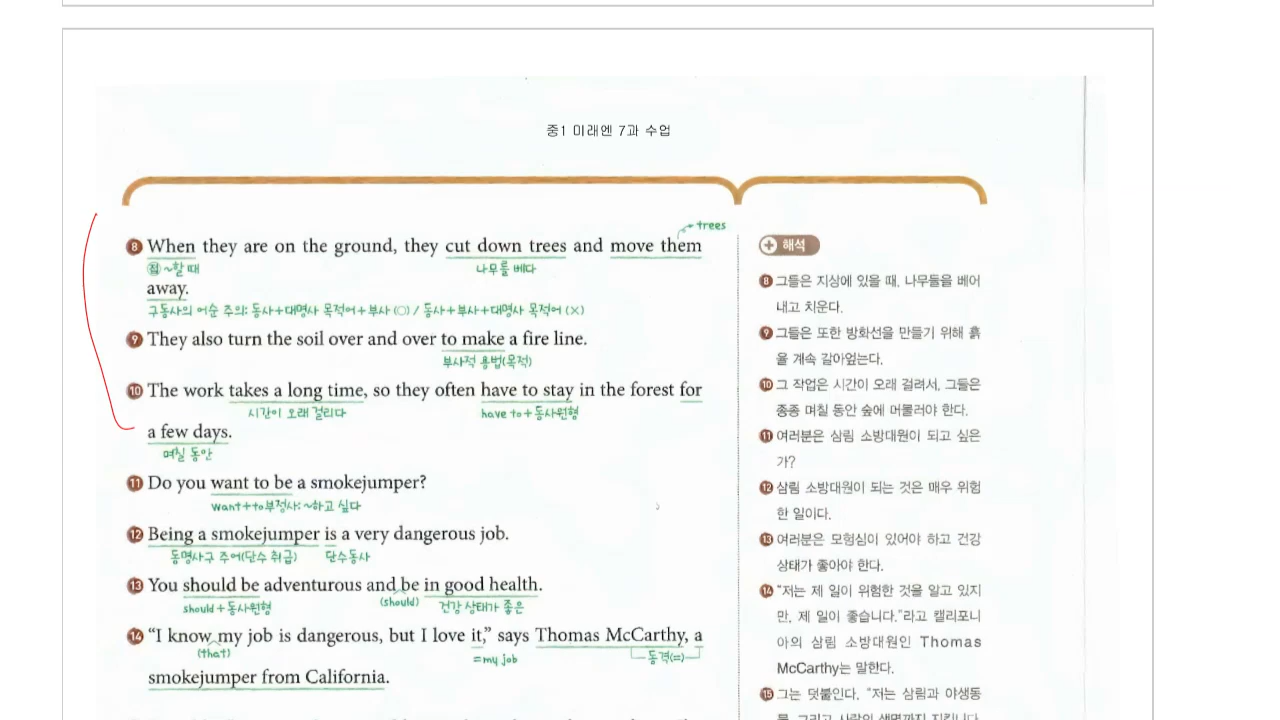 중1 미래엔 7과 수업
trees
8 When they are on the ground, they cut down trees and move them
접 ~할 때
나무를 베다
away.
구동사의 어순 주의: 동사+대명사 목적어+부사 (○) / 동사+부사+대명사 목적어 (×)
9 They also turn the soil over and over to make a fire line.
부사적 용법(목적)
10 The work takes a long time, so they often have to stay in the forest for
시간이 오래 걸리다
have to+동사원형
a few days.
며칠 동안
11 Do you want to be a smokejumper?
want+to부정사: ~하고 싶다
12 Being a smokejumper is a very dangerous job.
동명사구 주어(단수 취급)
단수동사
13 You should be adventurous and be in good health.
should+동사원형
(should)
건강 상태가 좋은
14 “I know my job is dangerous, but I love it,” says Thomas McCarthy, a
(that)
=my job
동격(=)
smokejumper from California.
+ 해석
8 그들은 지상에 있을 때, 나무들을 베어
내고 치운다.
9 그들은 또한 방화선을 만들기 위해 흙
을 계속 갈아엎는다.
10 그 작업은 시간이 오래 걸려서, 그들은
종종 며칠 동안 숲에 머물러야 한다.
11 여러분은 삼림 소방대원이 되고 싶은
가?
12 삼림 소방대원이 되는 것은 매우 위험
한 일이다.
13 여러분은 모험심이 있어야 하고 건강
상태가 좋아야 한다.
14 “저는 제 일이 위험한 것을 알고 있지
만, 제 일이 좋습니다.”라고 캘리포니
아의 삼림 소방대원인 Thomas
McCarthy는 말한다.
15 그는 덧붙인다. “저는 삼림과 야생동
물, 그리고 사람의 생명까지 지킵니다.